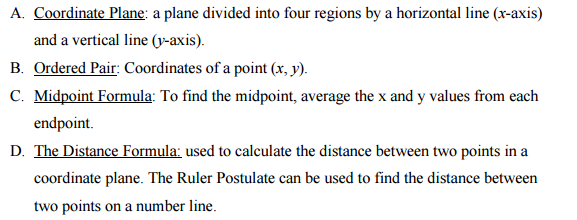 A. Coordinate Plane: a plane divided into four regions by a horizontal line (x-axis)
and a vertical line (y-axis).
B. Ordered Pair: Coordinates of a point (x, y).
C. Midpoint Formula: To find the midpoint, average the x and y values from each
endpoint.
D. The Distance Formula: used to calculate the distance between two points in a
coordinate plane. The Ruler Postulate can be used to find the distance between
two points on a number line.